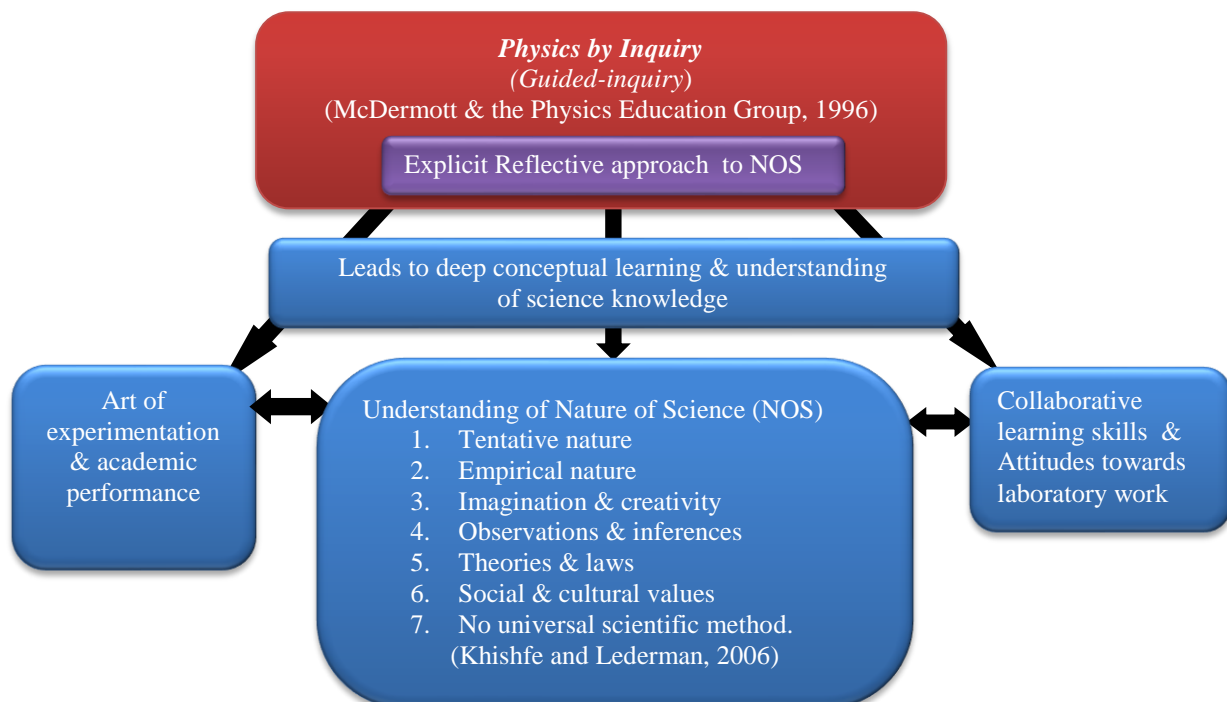 Physics by Inquiry
(Guided-inquiry)
(McDermott & the Physics Education Group, 1996)
Explicit Reflective approach to NOS
Leads to deep conceptual learning & understanding
of science knowledge
Art of
experimentation
& academic
performance
Understanding of Nature of Science (NOS)
1. Tentative nature
2. Empirical nature
3. Imagination & creativity
4. Observations & inferences
5. Theories & laws
6. Social & cultural values
7. No universal scientific method.
(Khishfe and Lederman, 2006)
Collaborative
learning skills &
Attitudes towards
laboratory work